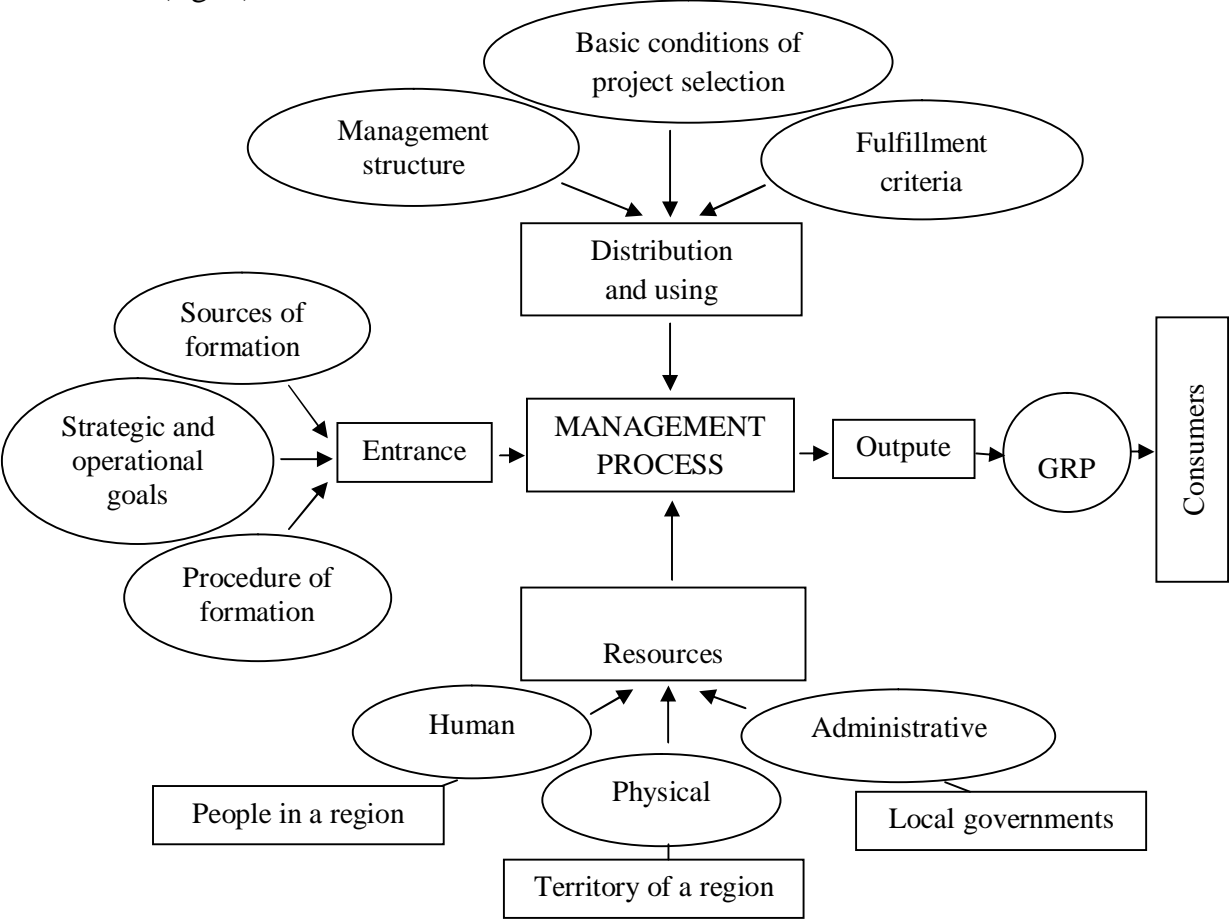 Basic conditions of
project selection
Management
structure
Fulfillment
criteria
Distribution
and using
Sources of
formation
Strategic and
operational
goals
Procedure of
formation
Entrance
MANAGEMENT
PROCESS
Outpute
GRP
Consumers
Resources
Human
Physical
Administrative
People in a region
Territory of a region
Local governments